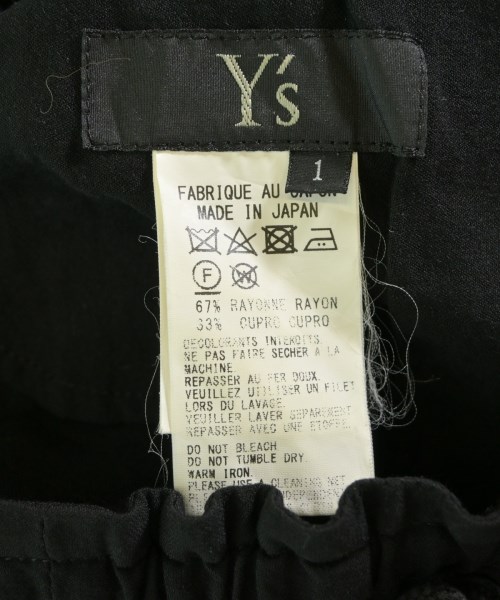 Y's
1
FABRIQUE AU JAPON
MADE IN JAPAN
F W
67% RAYONNE RAYON
33% CUPRO CUPRO
DECOLORANTS INTERDITS.
NE PAS FAIRE SECHER A LA
MACHINE.
REPASSER AU FER DOUX.
VEUILLEZ UTILISER UN FILET
LORS DU LAVAGE.
VEUILLER LAVER SEPAREMENT
REPASSER AVEC UNE ETOFFE.
DO NOT BLEACH
DO NOT TUMBLE DRY
WARM IRON.
PLEASE USE A CLEANING NET